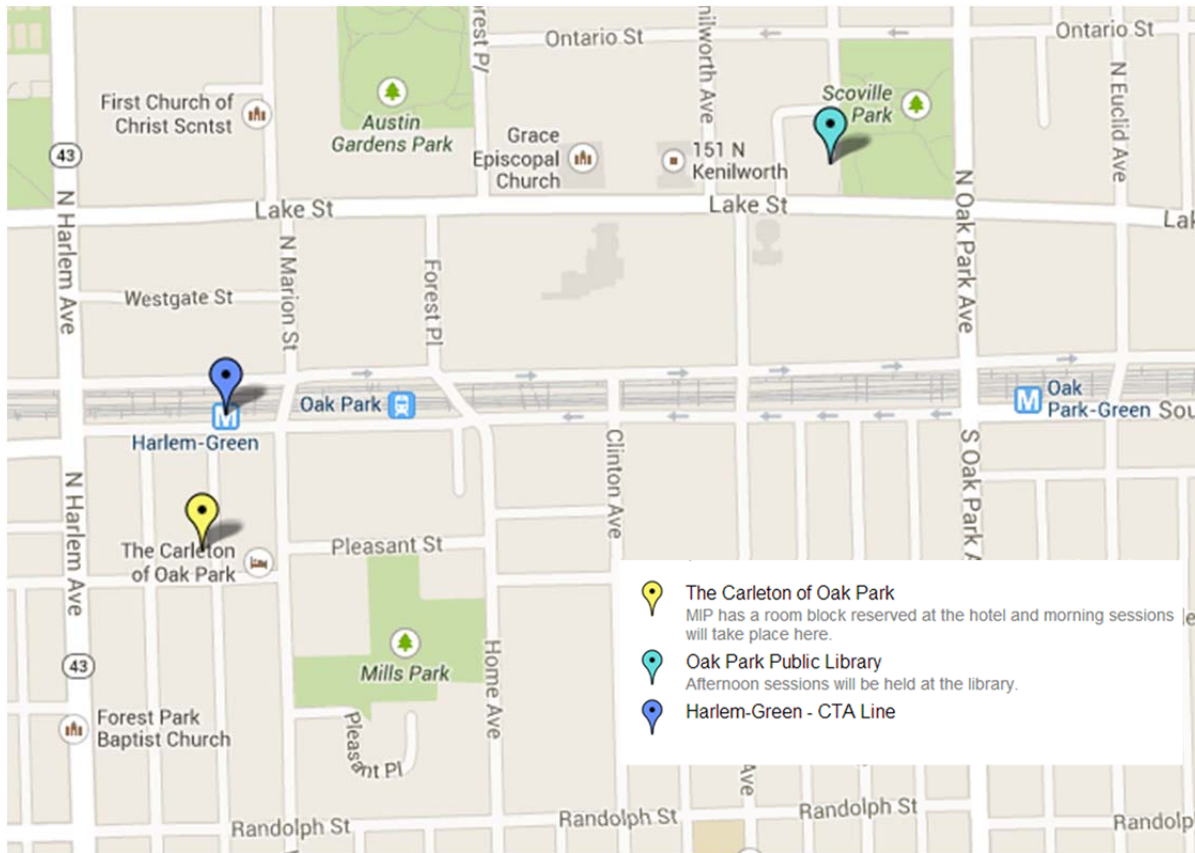 Ontario St
Ontario St
Forest Pl
Kenilworth Ave
N Euclid Ave
First Church of
Christ Scntst
Austin
Gardens Park
Scoville
Park
Grace
Episcopal
Church
151 N
Kenilworth
43
N Harlem Ave
N Oak Park Ave
Lake St
Lake St
Lak
N Marion St
Forest Pl
Westgate St
M
Harlem-Green
Oak Park
M
Oak
Park-Green
Sou
N Harlem Ave
Clinton Ave
S Oak Park A
The Carleton
of Oak Park
Pleasant St
Mills Park
Home Ave
43
Forest Park
Baptist Church
Pleasant Pl
Ave
Randolph St
Randolph St
Randolph St
Randolp
The Carleton of Oak Park
MIP has a room block reserved at the hotel and morning sessions
will take place here.
Oak Park Public Library
Afternoon sessions will be held at the library.
Harlem-Green - CTA Line